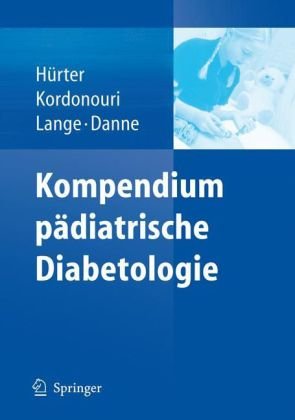 Hürter
Kordonouri
Lange · Danne
Kompendium
pädiatrische
Diabetologie
Springer